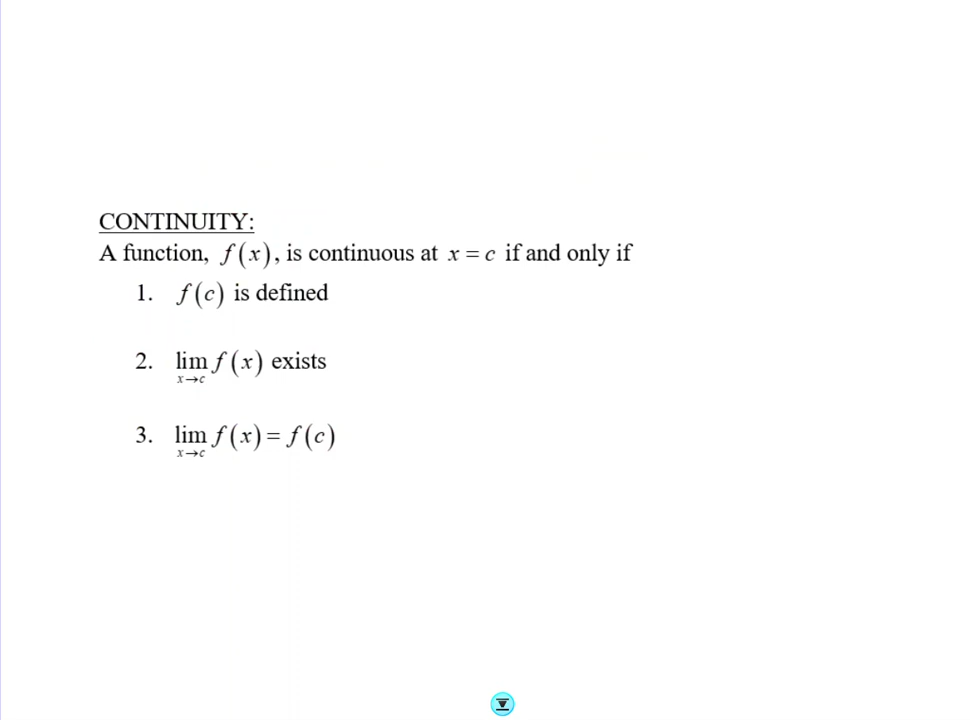 CONTINUITY:
A function, f(x), is continuous at x = c if and only if
1. f(c) is defined
2. lim f(x) exists
x→c
3. lim f(x) = f(c)
x→c